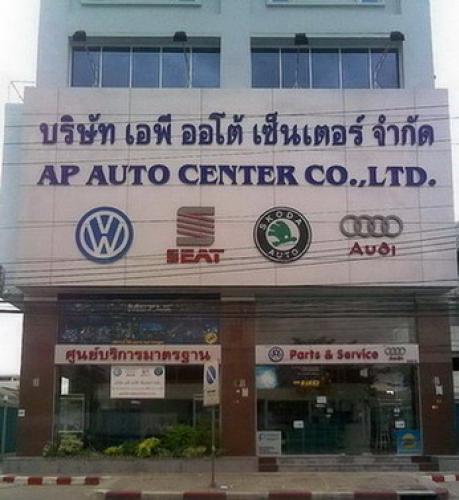 บริษัท เอพี ออโต้ เซ็นเตอร์ จำกัด
AP AUTO CENTER CO.,LTD.
SEAT
SKODA
AUTO
Audi
ศูนย์บริการมาตรฐาน
Parts & Service
Audi